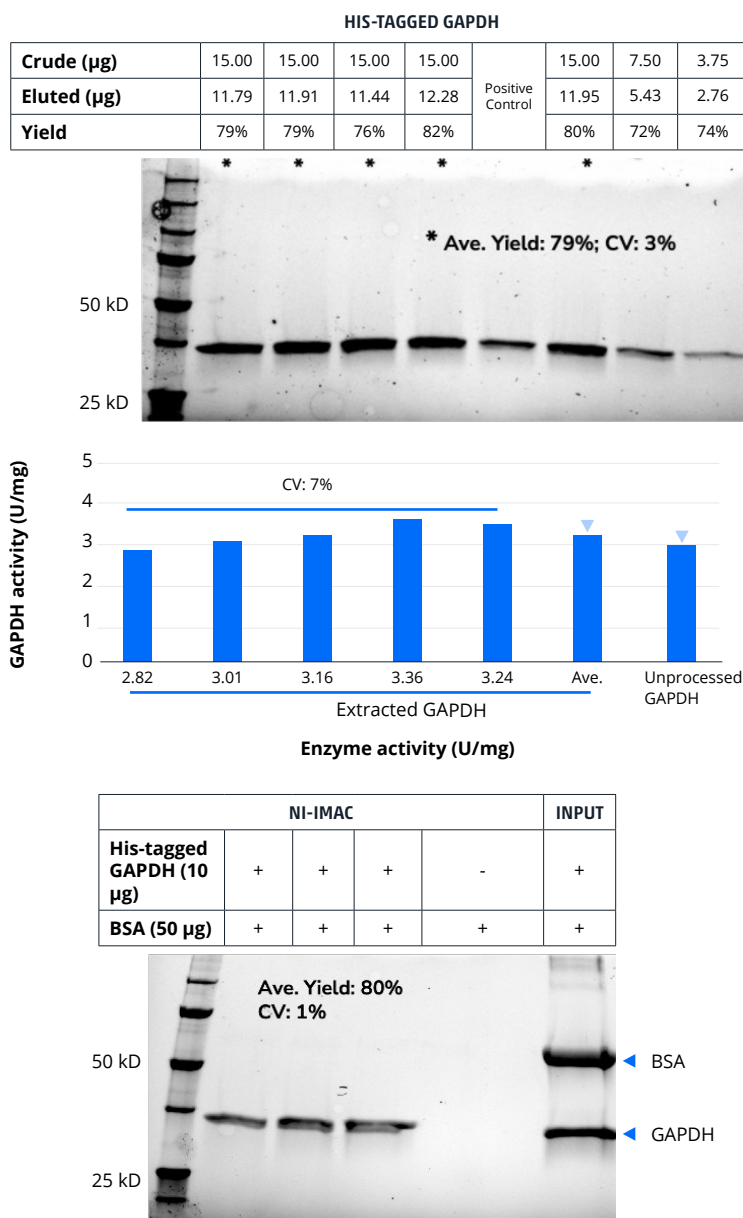 HIS-TAGGED GAPDH
Crude (µg) 15.00 15.00 15.00 15.00 Positive Control 15.00 7.50 3.75
Eluted (µg) 11.79 11.91 11.44 12.28 11.95 5.43 2.76
Yield 79% 79% 76% 82% 80% 72% 74%
* * * * *
* Ave. Yield: 79%; CV: 3%
50 kD
25 kD
GAPDH activity (U/mg)
5
CV: 7%
4
3
2
1
0
2.82 3.01 3.16 3.36 3.24 Ave. Unprocessed
GAPDH
Extracted GAPDH
Enzyme activity (U/mg)
NI-IMAC INPUT
His-tagged
GAPDH (10
µg) + + + - +
BSA (50 µg) + + + + +
Ave. Yield: 80%
CV: 1%
50 kD
BSA
GAPDH
25 kD